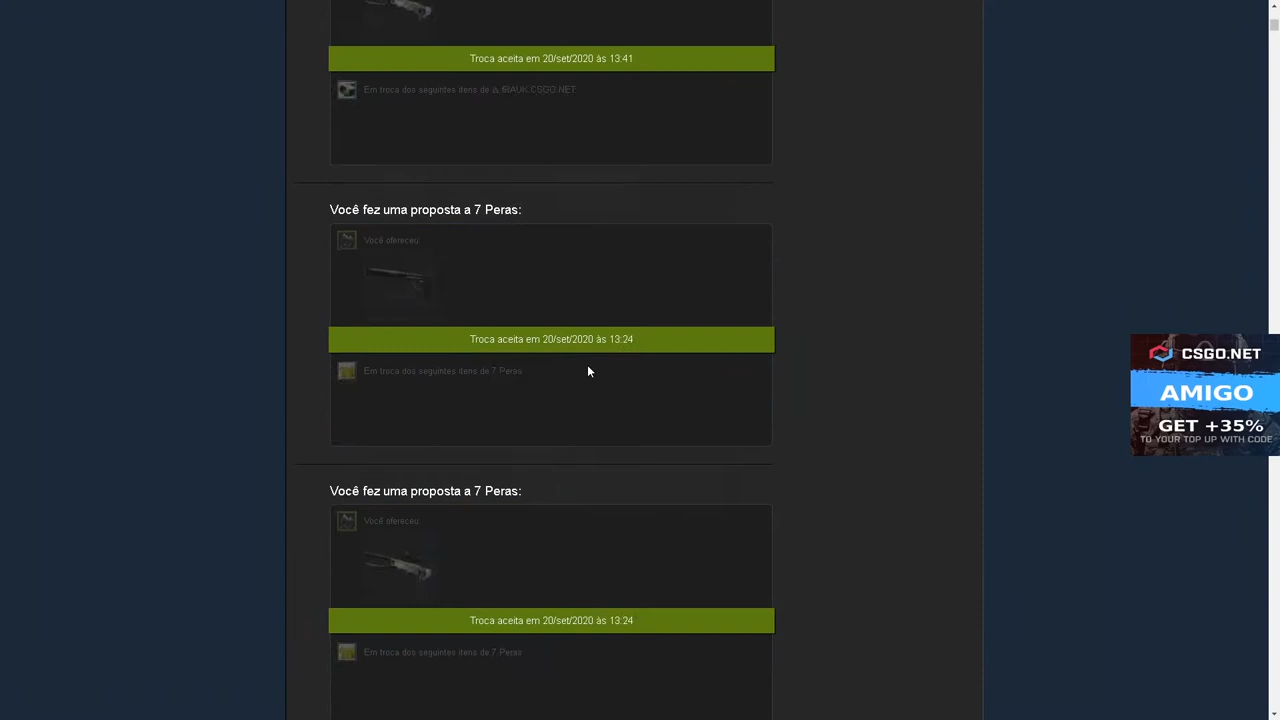 Troca aceita em 20/set/2020 às 13:41
Em troca dos seguintes itens de RAUK CSGO.NET
Você fez uma proposta a 7 Peras:
Você ofereceu:
Troca aceita em 20/set/2020 às 13:24
Em troca dos seguintes itens de 7 Peras
CSGO.NET
AMIGO
GET +35%
TO YOUR TOP UP WITH CODE
Você fez uma proposta a 7 Peras:
Você ofereceu:
Troca aceita em 20/set/2020 às 13:24
Em troca dos seguintes itens de 7 Peras